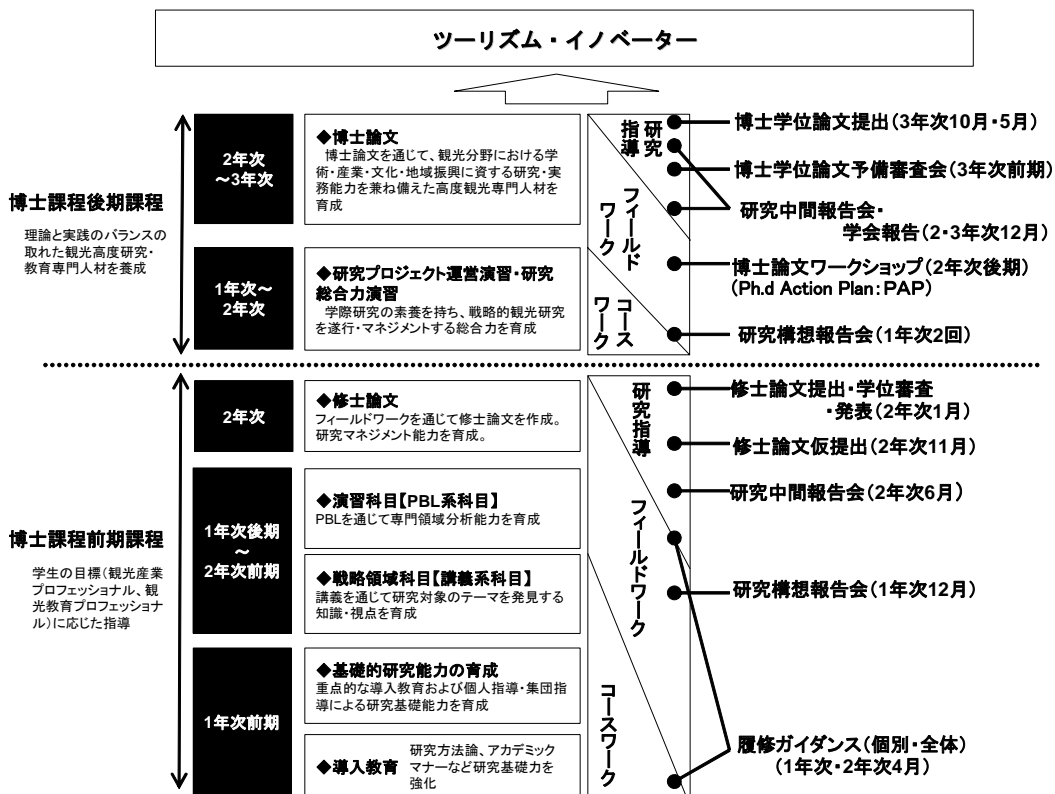 ツーリズム・イノベーター
博士課程後期課程
理論と実践のバランスの
取れた観光高度研究・
教育専門人材を養成
2年次
～3年次
◆博士論文
博士論文を通じて、観光分野における学
術・産業・文化・地域振興に資する研究・実
務能力を兼ね備えた高度観光専門人材を
育成
1年次～
2年次
◆研究プロジェクト運営演習・研究
総合力演習
学際研究の素養を持ち、戦略的観光研究
を遂行・マネジメントする総合力を育成
研究
指導
フィールド
ワーク
コース
ワーク
博士学位論文提出(3年次10月・5月)
博士学位論文予備審査会(3年次前期)
研究中間報告会・
学会報告(2・3年次12月)
博士論文ワークショップ(2年次後期)
(Ph.d Action Plan:PAP)
研究構想報告会(1年次2回)
博士課程前期課程
学生の目標(観光産業
プロフェッショナル、観
光教育プロフェッショナ
ル)に応じた指導
2年次
◆修士論文
フィールドワークを通じて修士論文を作成。
研究マネジメント能力を育成。
1年次後期
～
2年次前期
◆演習科目【PBL系科目】
PBLを通じて専門領域分析能力を育成
◆戦略領域科目【講義系科目】
講義を通じて研究対象のテーマを発見する
知識・視点を育成
1年次前期
◆基礎的研究能力の育成
重点的な導入教育および個人指導・集団指
導による研究基礎能力を育成
◆導入教育
研究方法論、アカデミック
マナーなど研究基礎力を
強化
研究指導
フィールドワーク
コースワーク
修士論文提出・学位審査
・発表(2年次1月)
修士論文仮提出(2年次11月)
研究中間報告会(2年次6月)
研究構想報告会(1年次12月)
履修ガイダンス(個別・全体)
(1年次・2年次4月)